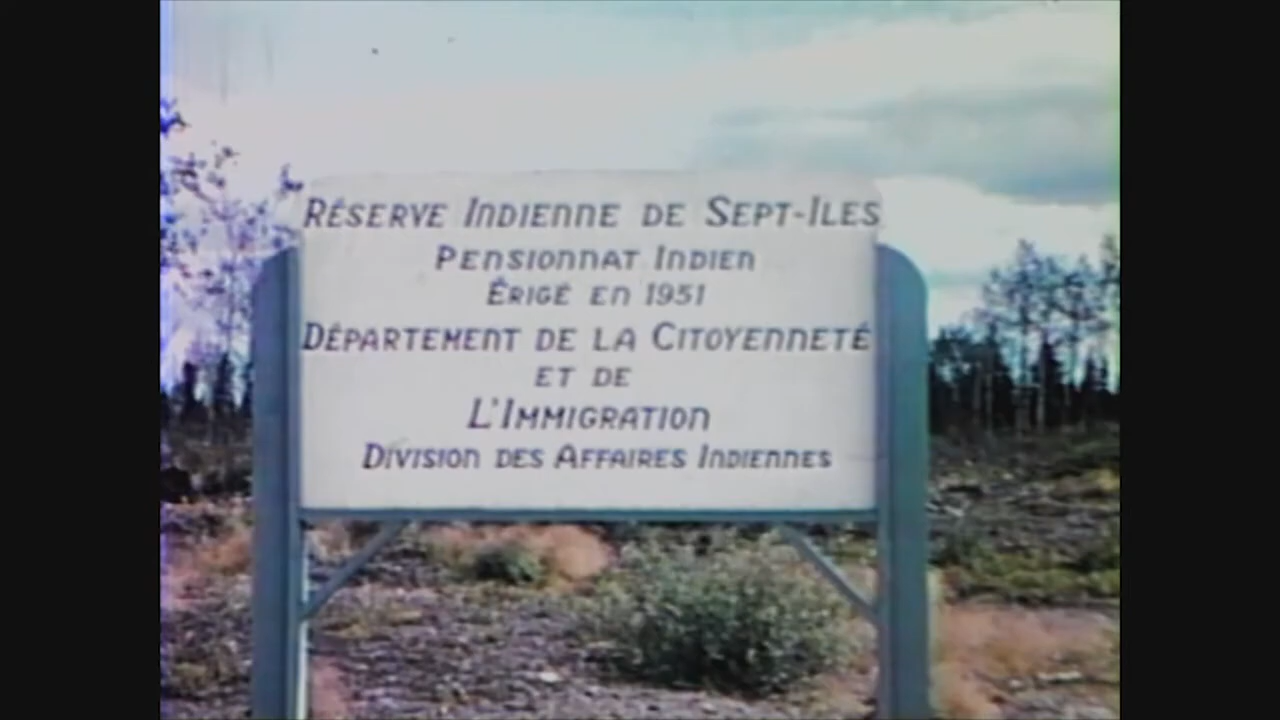 RÉSERVE INDIENNE DE SEPT-ILES
PENSIONNAT INDIEN
ÉRIGÉ EN 1951
DÉPARTEMENT DE LA CITOYENNETÉ
ET DE
L'IMMIGRATION
DIVISION DES AFFAIRES INDIENNES